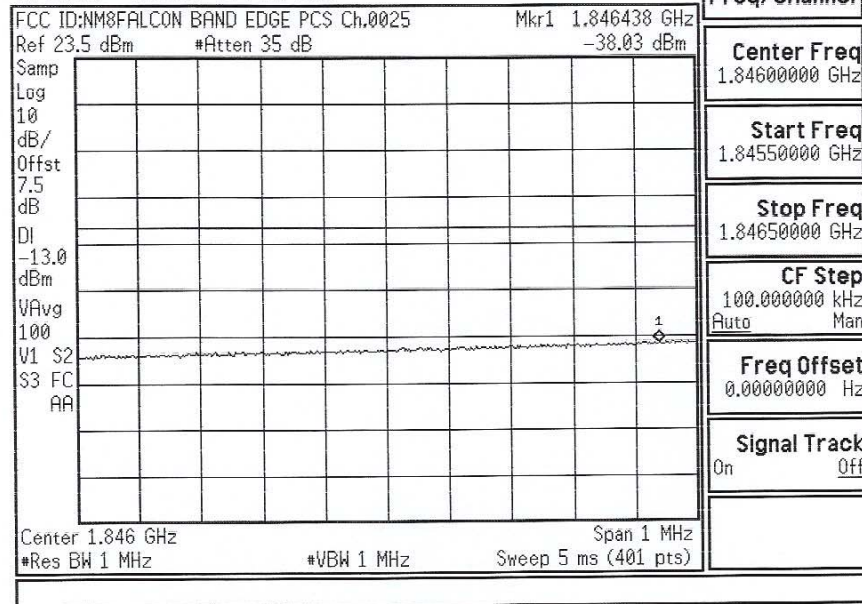 FCC ID:NM8FALCON BAND EDGE PCS Ch.0025 Mkr1 1.846438 GHz
Ref 23.5 dBm #Atten 35 dB -38.03 dBm
Samp
Log
10
dB/
Offst
7.5
dB
DI
-13.0
dBm
VAvg
100
V1 S2
S3 FC
AA
1
Center 1.846 GHz Span 1 MHz
#Res BW 1 MHz #VBW 1 MHz Sweep 5 ms (401 pts)
Freq/Channel
Center Freq
1.84600000 GHz
Start Freq
1.84550000 GHz
Stop Freq
1.84650000 GHz
CF Step
100.000000 kHz
Auto Man
Freq Offset
0.00000000 Hz
Signal Track
On Off